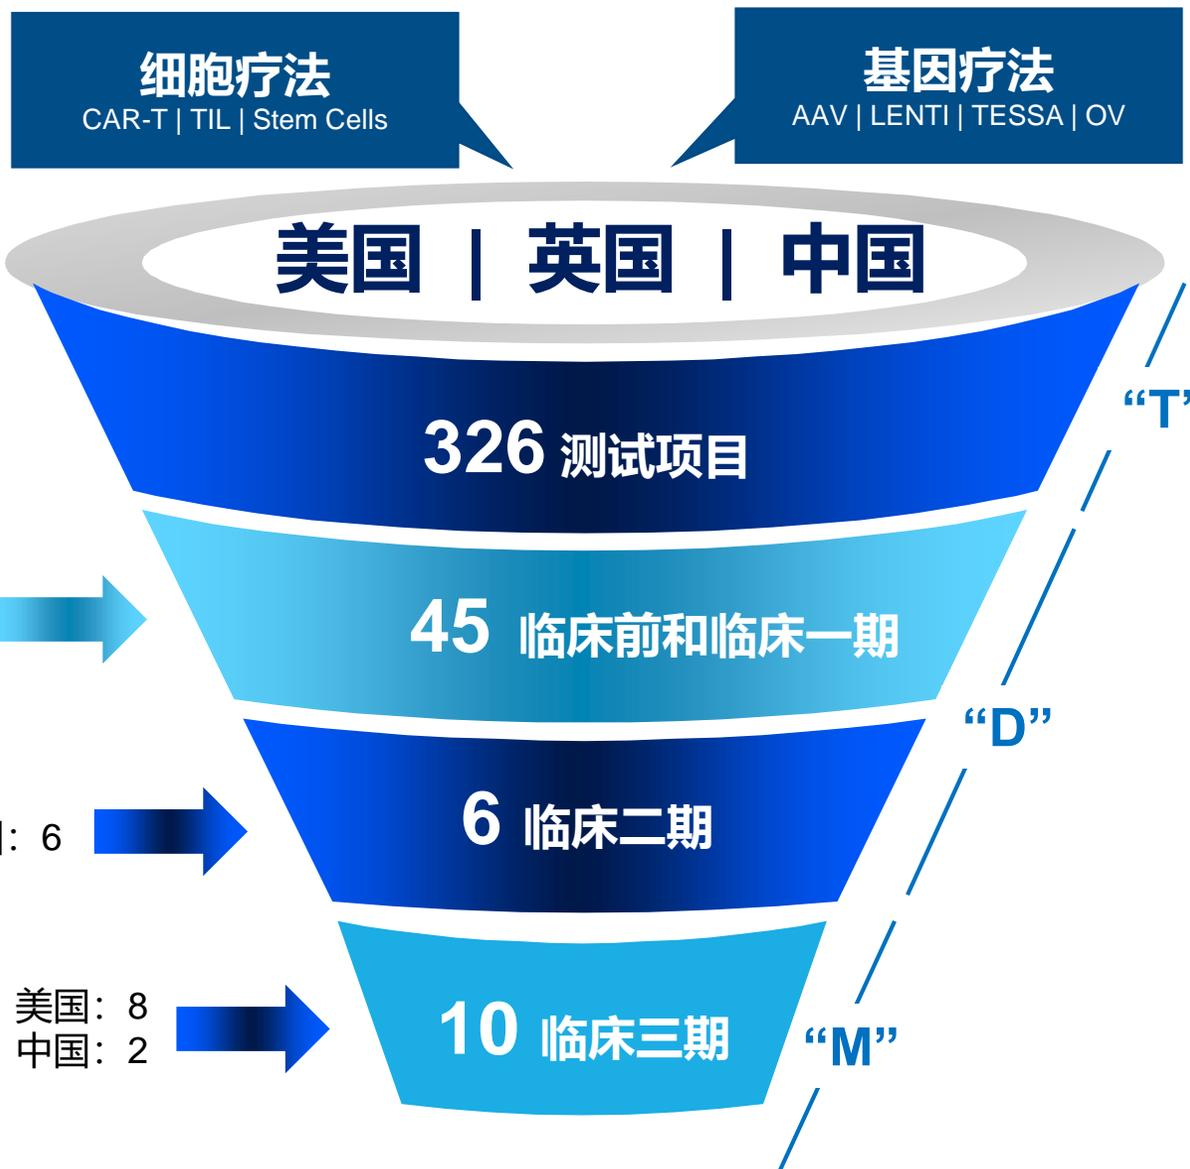 细胞疗法
CAR-T | TIL | Stem Cells
基因疗法
AAV | LENTI | TESSA | OV
美国 | 英国 | 中国
326 测试项目
“T”
45 临床前和临床一期
“D”
6 临床二期
: 6
10 临床三期
美国：8
中国：2
“M”